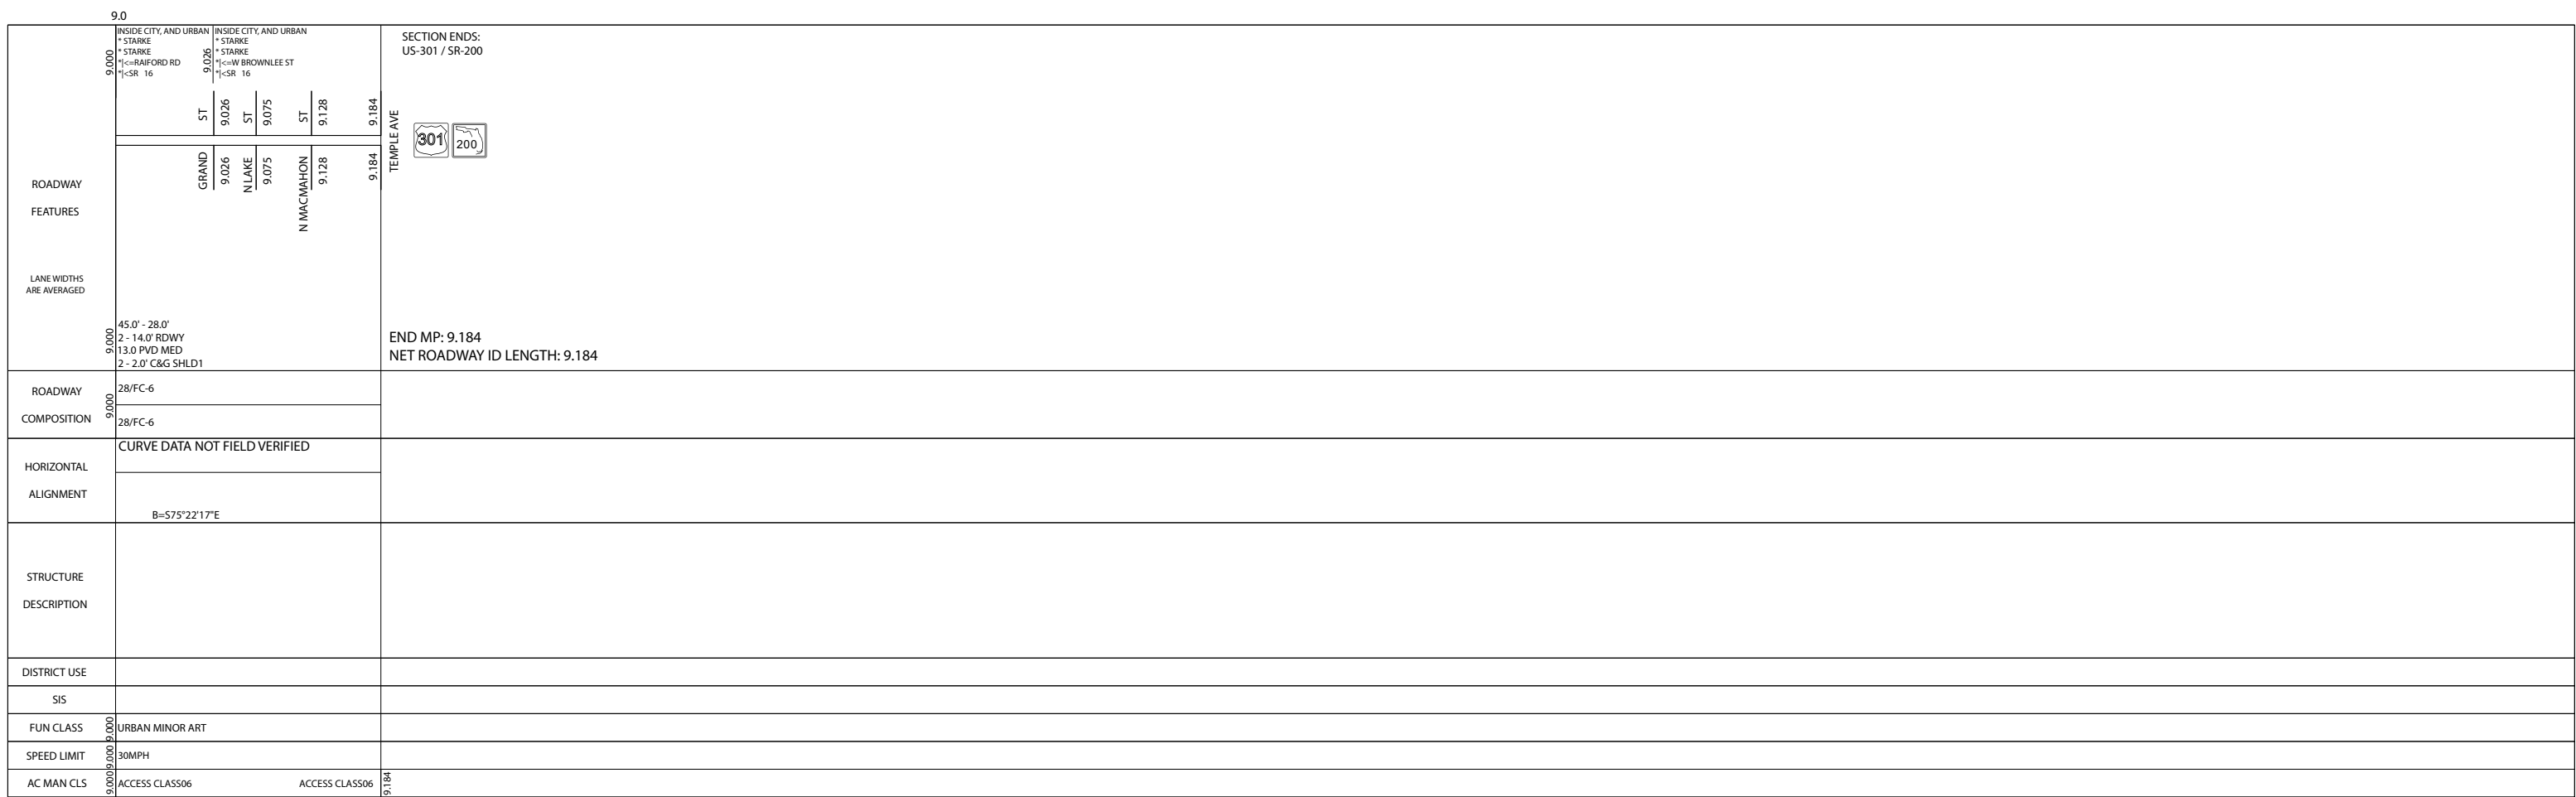 9.0
9.000
INSIDE CITY, AND URBAN
* STARKE
* STARKE
*|<=RAIFORD RD
*|<SR 16
9.026
INSIDE CITY, AND URBAN
* STARKE
* STARKE
*|<=W BROWNLEE ST
*|<SR 16
SECTION ENDS:
US-301 / SR-200
ST
9.026
ST
9.075
ST
9.128
9.184
TEMPLE AVE
301
200
GRAND
9.026
N LAKE
9.075
N MACMAHON
9.128
9.184
ROADWAY
FEATURES
LANE WIDTHS
ARE AVERAGED
9.000
45.0' - 28.0'
2 - 14.0' RDWY
13.0 PVD MED
2 - 2.0' C&G SHLD1
END MP: 9.184
NET ROADWAY ID LENGTH: 9.184
ROADWAY
COMPOSITION
9.000
28/FC-6
28/FC-6
HORIZONTAL
ALIGNMENT
CURVE DATA NOT FIELD VERIFIED
B=S75°22'17"E
STRUCTURE
DESCRIPTION
DISTRICT USE
SIS
FUN CLASS
9.000
URBAN MINOR ART
SPEED LIMIT
9.000
30MPH
AC MAN CLS
9.000
ACCESS CLASS06
ACCESS CLASS06
9.184